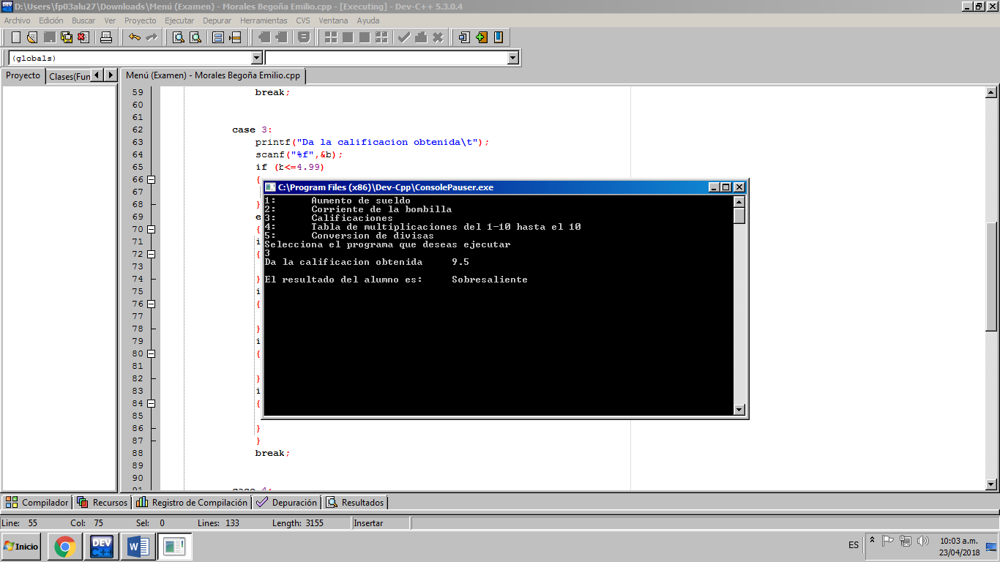 D:\Users\fp03alu27\Downloads\Menú (Examen) - Morales Begoña Emilio.cpp - [Executing] - Dev-C++ 5.3.0.4
Archivo Edición Buscar Ver Proyecto Ejecutar Depurar Herramientas CVS Ventana Ayuda
(globals)
Proyecto Clases(Fun Menú (Examen) - Morales Begoña Emilio.cpp
59 break;
60
61
62 case 3:
63 printf("Da la calificacion obtenida\t");
64 scanf("%f",&b);
65 if (b<=4.99)
66 {
67
68 }
69 e
70 {
71 i
72 {
73
74 }
75 i
76 {
77
78 }
79 i
80 {
81
82 }
83 i
84 {
85
86 }
87 }
88 break;
89
90
91 case 4:
C:\Program Files (x86)\Dev-Cpp\ConsolePauser.exe
1: Aumento de sueldo
2: Corriente de la bombilla
3: Calificaciones
4: Tabla de multiplicaciones del 1-10 hasta el 10
5: Conversion de divisas
Selecciona el programa que deseas ejecutar
3
Da la calificacion obtenida 9.5
El resultado del alumno es: Sobresaliente
Compilador Recursos Registro de Compilación Depuración Resultados
Line: 55 Col: 75 Sel: 0 Lines: 133 Length: 3155 Insertar
Inicio DEV C++ W ES 10:03 a.m.
23/04/2018